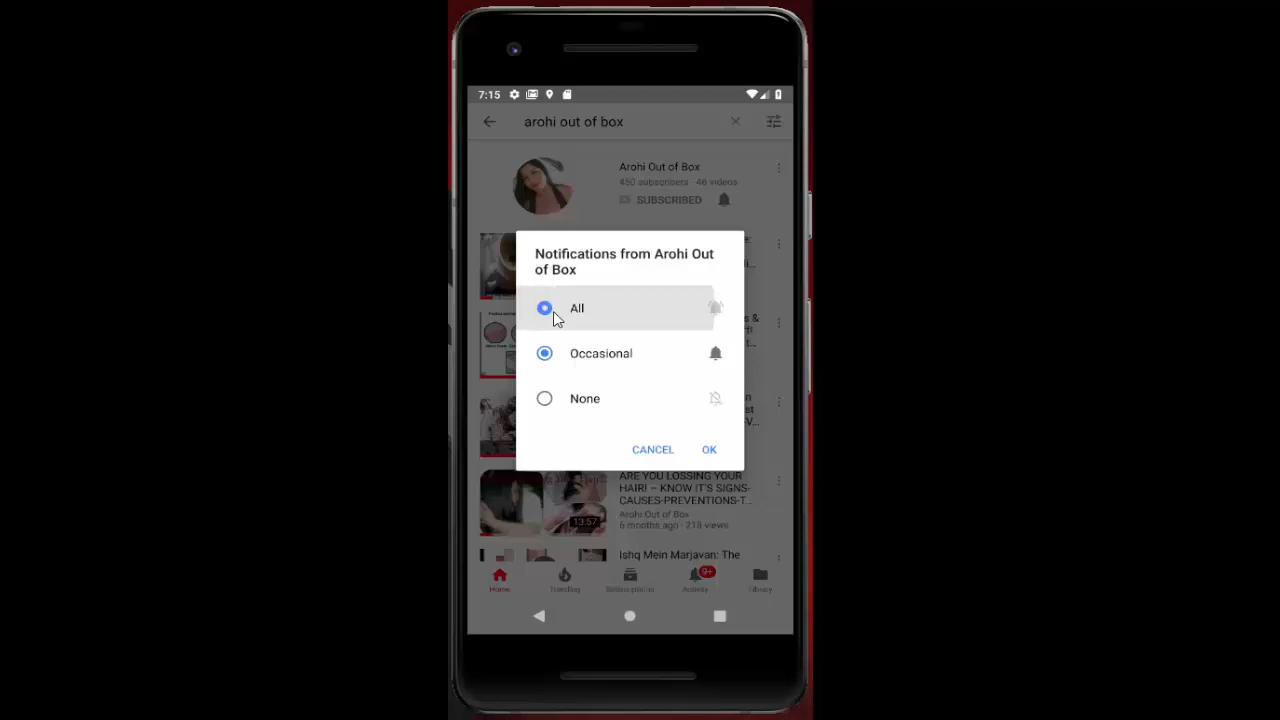 7:15
arohi out of box
Arohi Out of Box
450 subscribers · 46 videos
SUBSCRIBED
Notifications from Arohi Out
of Box
All
Occasional
None
CANCEL
OK
ARE YOU LOSSING YOUR
HAIR! – KNOW IT'S SIGNS-
CAUSES-PREVENTIONS-T...
Arohi Out of Box
6 months ago · 218 views
13:57
Ishq Mein Marjavan: The
9+
Home
Trending
Subscriptions
Activity
Library